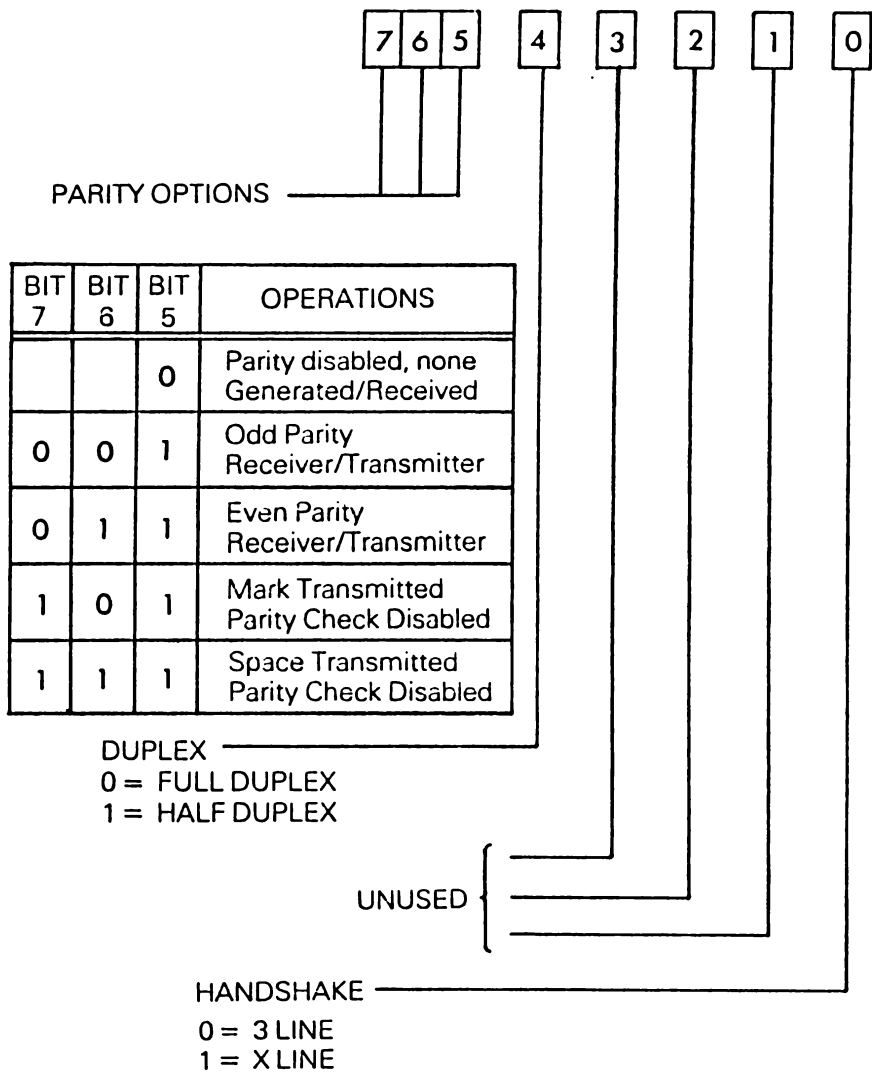 7 6 5 4 3 2 1 0
PARITY OPTIONS
BIT 7 BIT 6 BIT 5 OPERATIONS
0 Parity disabled, none
Generated/Received
0 0 1 Odd Parity
Receiver/Transmitter
0 1 1 Even Parity
Receiver/Transmitter
1 0 1 Mark Transmitted
Parity Check Disabled
1 1 1 Space Transmitted
Parity Check Disabled
DUPLEX
0 = FULL DUPLEX
1 = HALF DUPLEX
UNUSED
HANDSHAKE
0 = 3 LINE
1 = X LINE